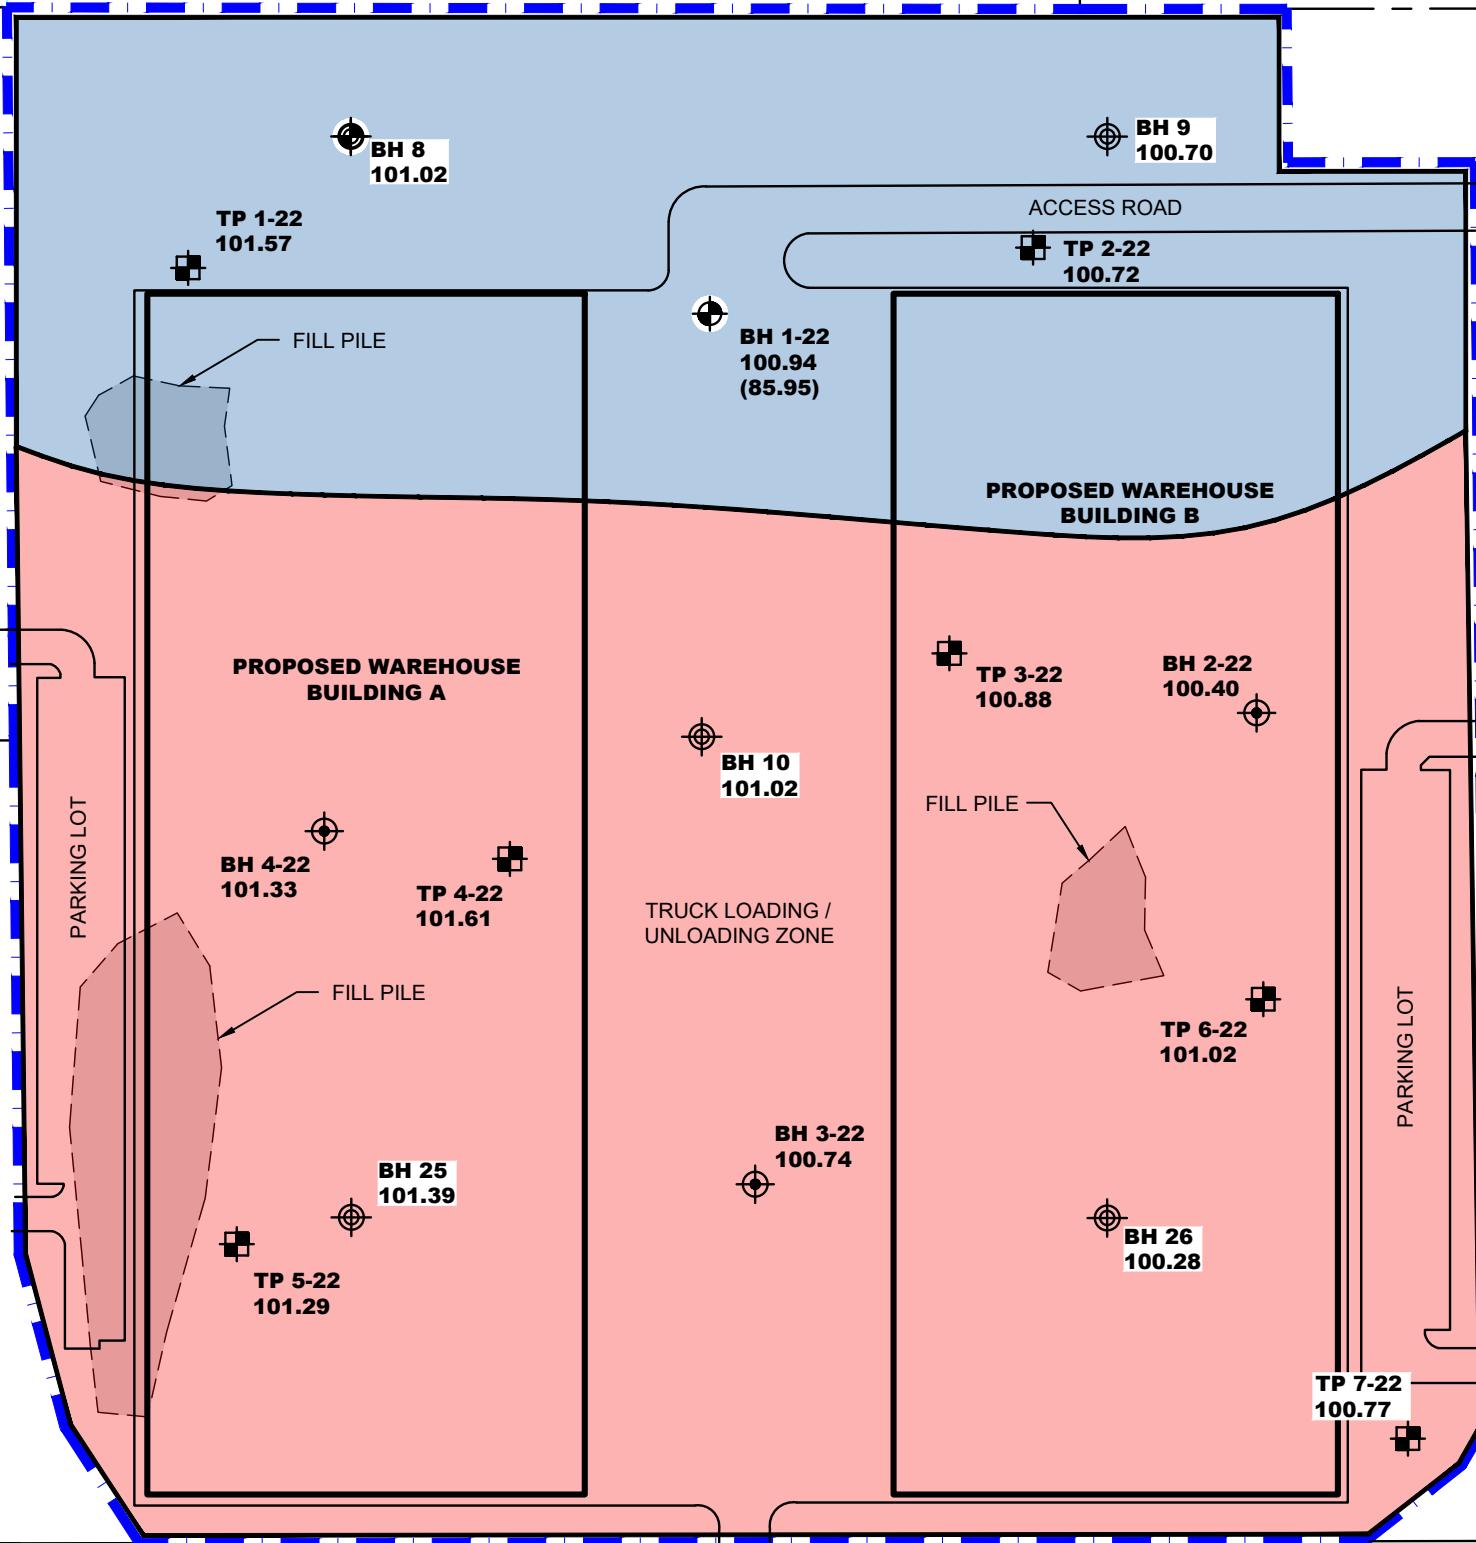 BH 8
101.02
BH 9
100.70
TP 1-22
101.57
ACCESS ROAD
TP 2-22
100.72
FILL PILE
BH 1-22
100.94
(85.95)
PROPOSED WAREHOUSE
BUILDING B
PROPOSED WAREHOUSE
BUILDING A
TP 3-22
100.88
BH 2-22
100.40
BH 10
101.02
FILL PILE
PARKING LOT
BH 4-22
101.33
TP 4-22
101.61
TRUCK LOADING /
UNLOADING ZONE
FILL PILE
TP 6-22
101.02
PARKING LOT
BH 3-22
100.74
BH 25
101.39
BH 26
100.28
TP 5-22
101.29
TP 7-22
100.77